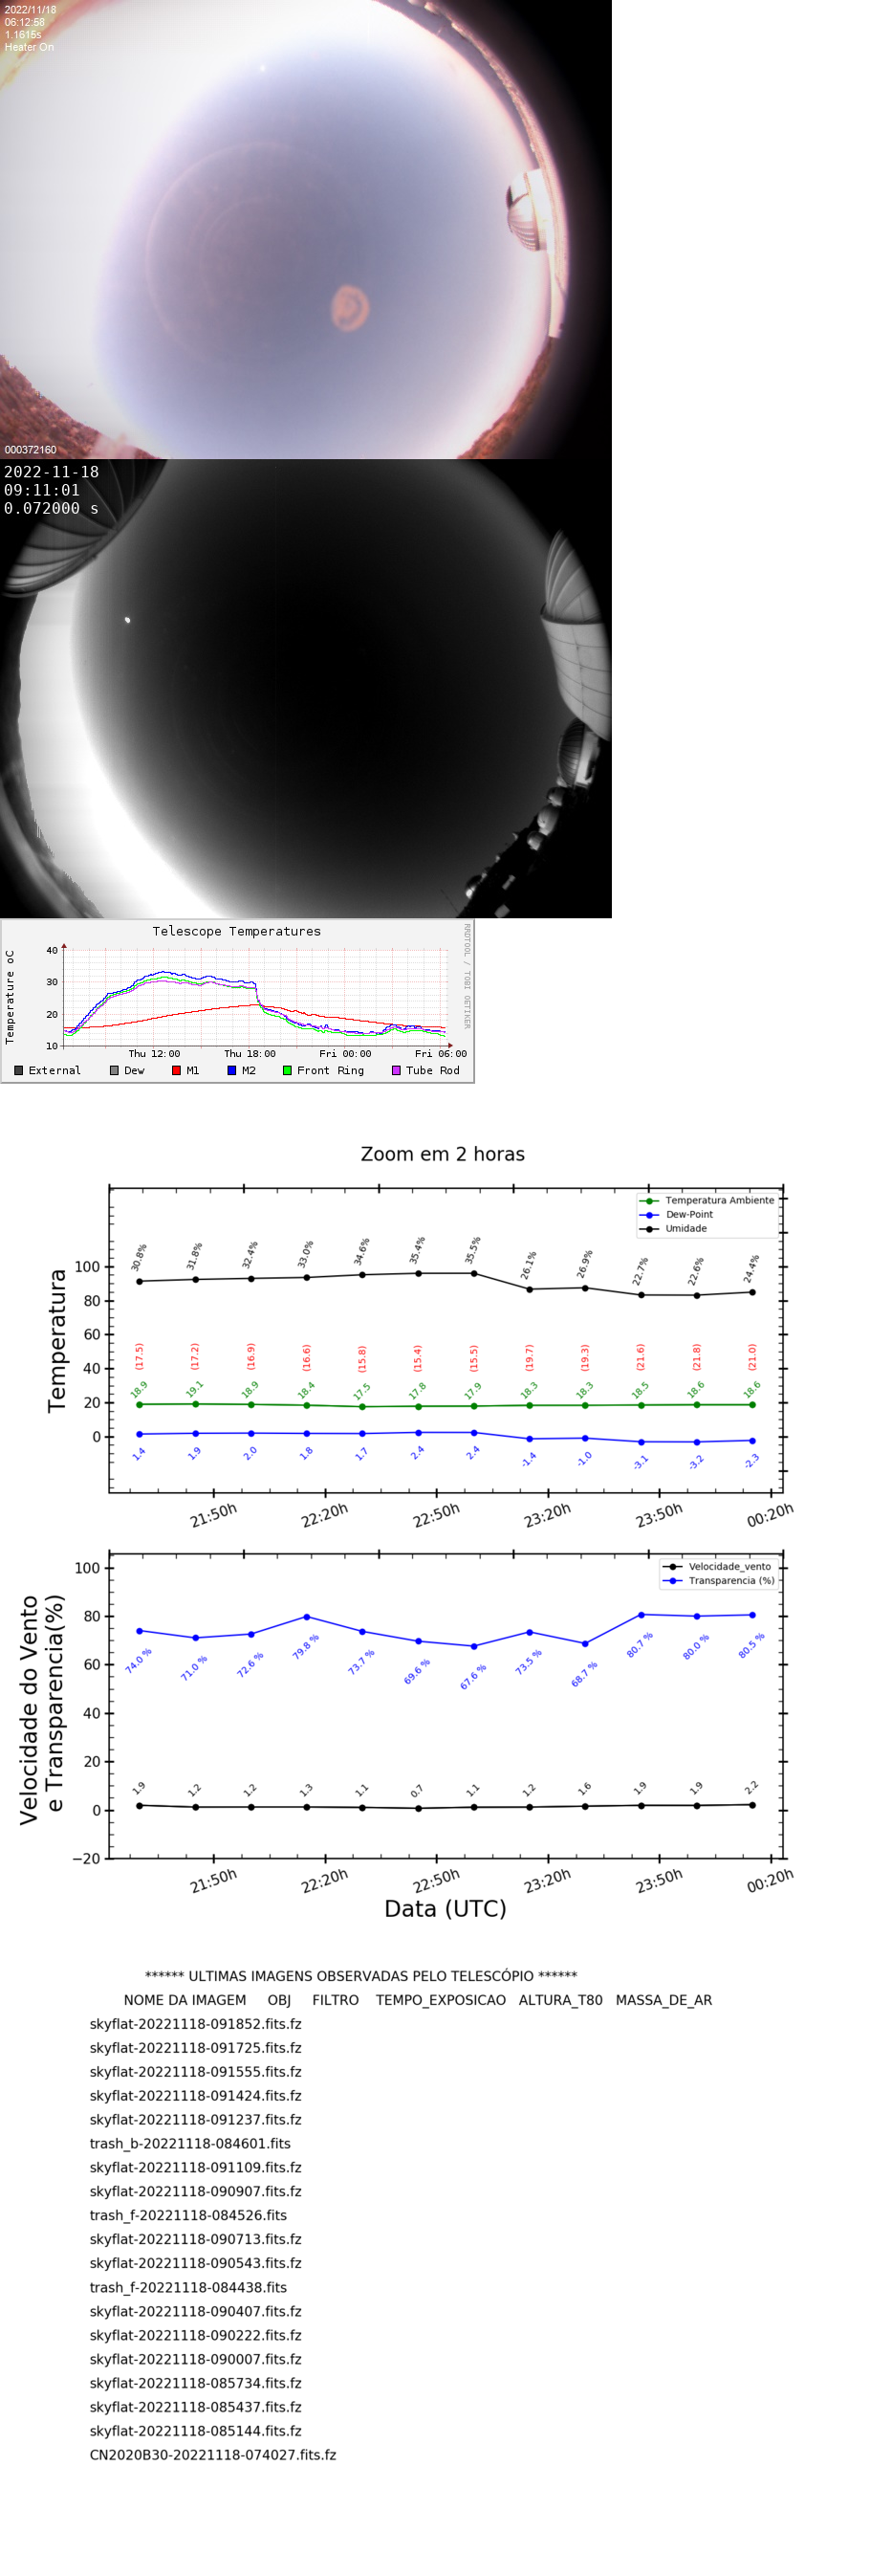 2022/11/18
06:12:58
1.1615s
Heater On
000372160
2022-11-18
09:11:01
0.072000 s
Telescope Temperatures
RRDTOOL / TOBI OETIKER
Temperature oC
40
30
20
10
Thu 12:00 Thu 18:00 Fri 00:00 Fri 06:00
External Dew M1 M2 Front Ring Tube Rod
Zoom em 2 horas
Temperatura Ambiente
Dew-Point
Umidade
Temperatura
100
80
60
40
20
0
30.8% 31.8% 32.4% 33.0% 34.6% 35.4% 35.5% 26.1% 26.9% 22.7% 22.6% 24.4%
(17.5) (17.2) (16.9) (16.6) (15.8) (15.4) (15.5) (19.7) (19.3) (21.6) (21.8) (21.0)
18.9 19.1 18.9 18.4 17.5 17.8 17.9 18.3 18.3 18.5 18.6 18.6
1.4 1.9 2.0 1.8 1.7 2.4 2.4 -1.4 -1.0 -3.1 -3.2 -2.3
21:50h 22:20h 22:50h 23:20h 23:50h 00:20h
Velocidade_vento
Transparencia (%)
Velocidade do Vento
e Transparencia(%)
100
80
60
40
20
0
−20
74.0 % 71.0 % 72.6 % 79.8 % 73.7 % 69.6 % 67.6 % 73.5 % 68.7 % 80.7 % 80.0 % 80.5 %
1.9 1.2 1.2 1.3 1.1 0.7 1.1 1.2 1.6 1.9 1.9 2.2
21:50h 22:20h 22:50h 23:20h 23:50h 00:20h
Data (UTC)
****** ULTIMAS IMAGENS OBSERVADAS PELO TELESCÓPIO ******
NOME DA IMAGEM OBJ FILTRO TEMPO_EXPOSICAO ALTURA_T80 MASSA_DE_AR
skyflat-20221118-091852.fits.fz
skyflat-20221118-091725.fits.fz
skyflat-20221118-091555.fits.fz
skyflat-20221118-091424.fits.fz
skyflat-20221118-091237.fits.fz
trash_b-20221118-084601.fits
skyflat-20221118-091109.fits.fz
skyflat-20221118-090907.fits.fz
trash_f-20221118-084526.fits
skyflat-20221118-090713.fits.fz
skyflat-20221118-090543.fits.fz
trash_f-20221118-084438.fits
skyflat-20221118-090407.fits.fz
skyflat-20221118-090222.fits.fz
skyflat-20221118-090007.fits.fz
skyflat-20221118-085734.fits.fz
skyflat-20221118-085437.fits.fz
skyflat-20221118-085144.fits.fz
CN2020B30-20221118-074027.fits.fz